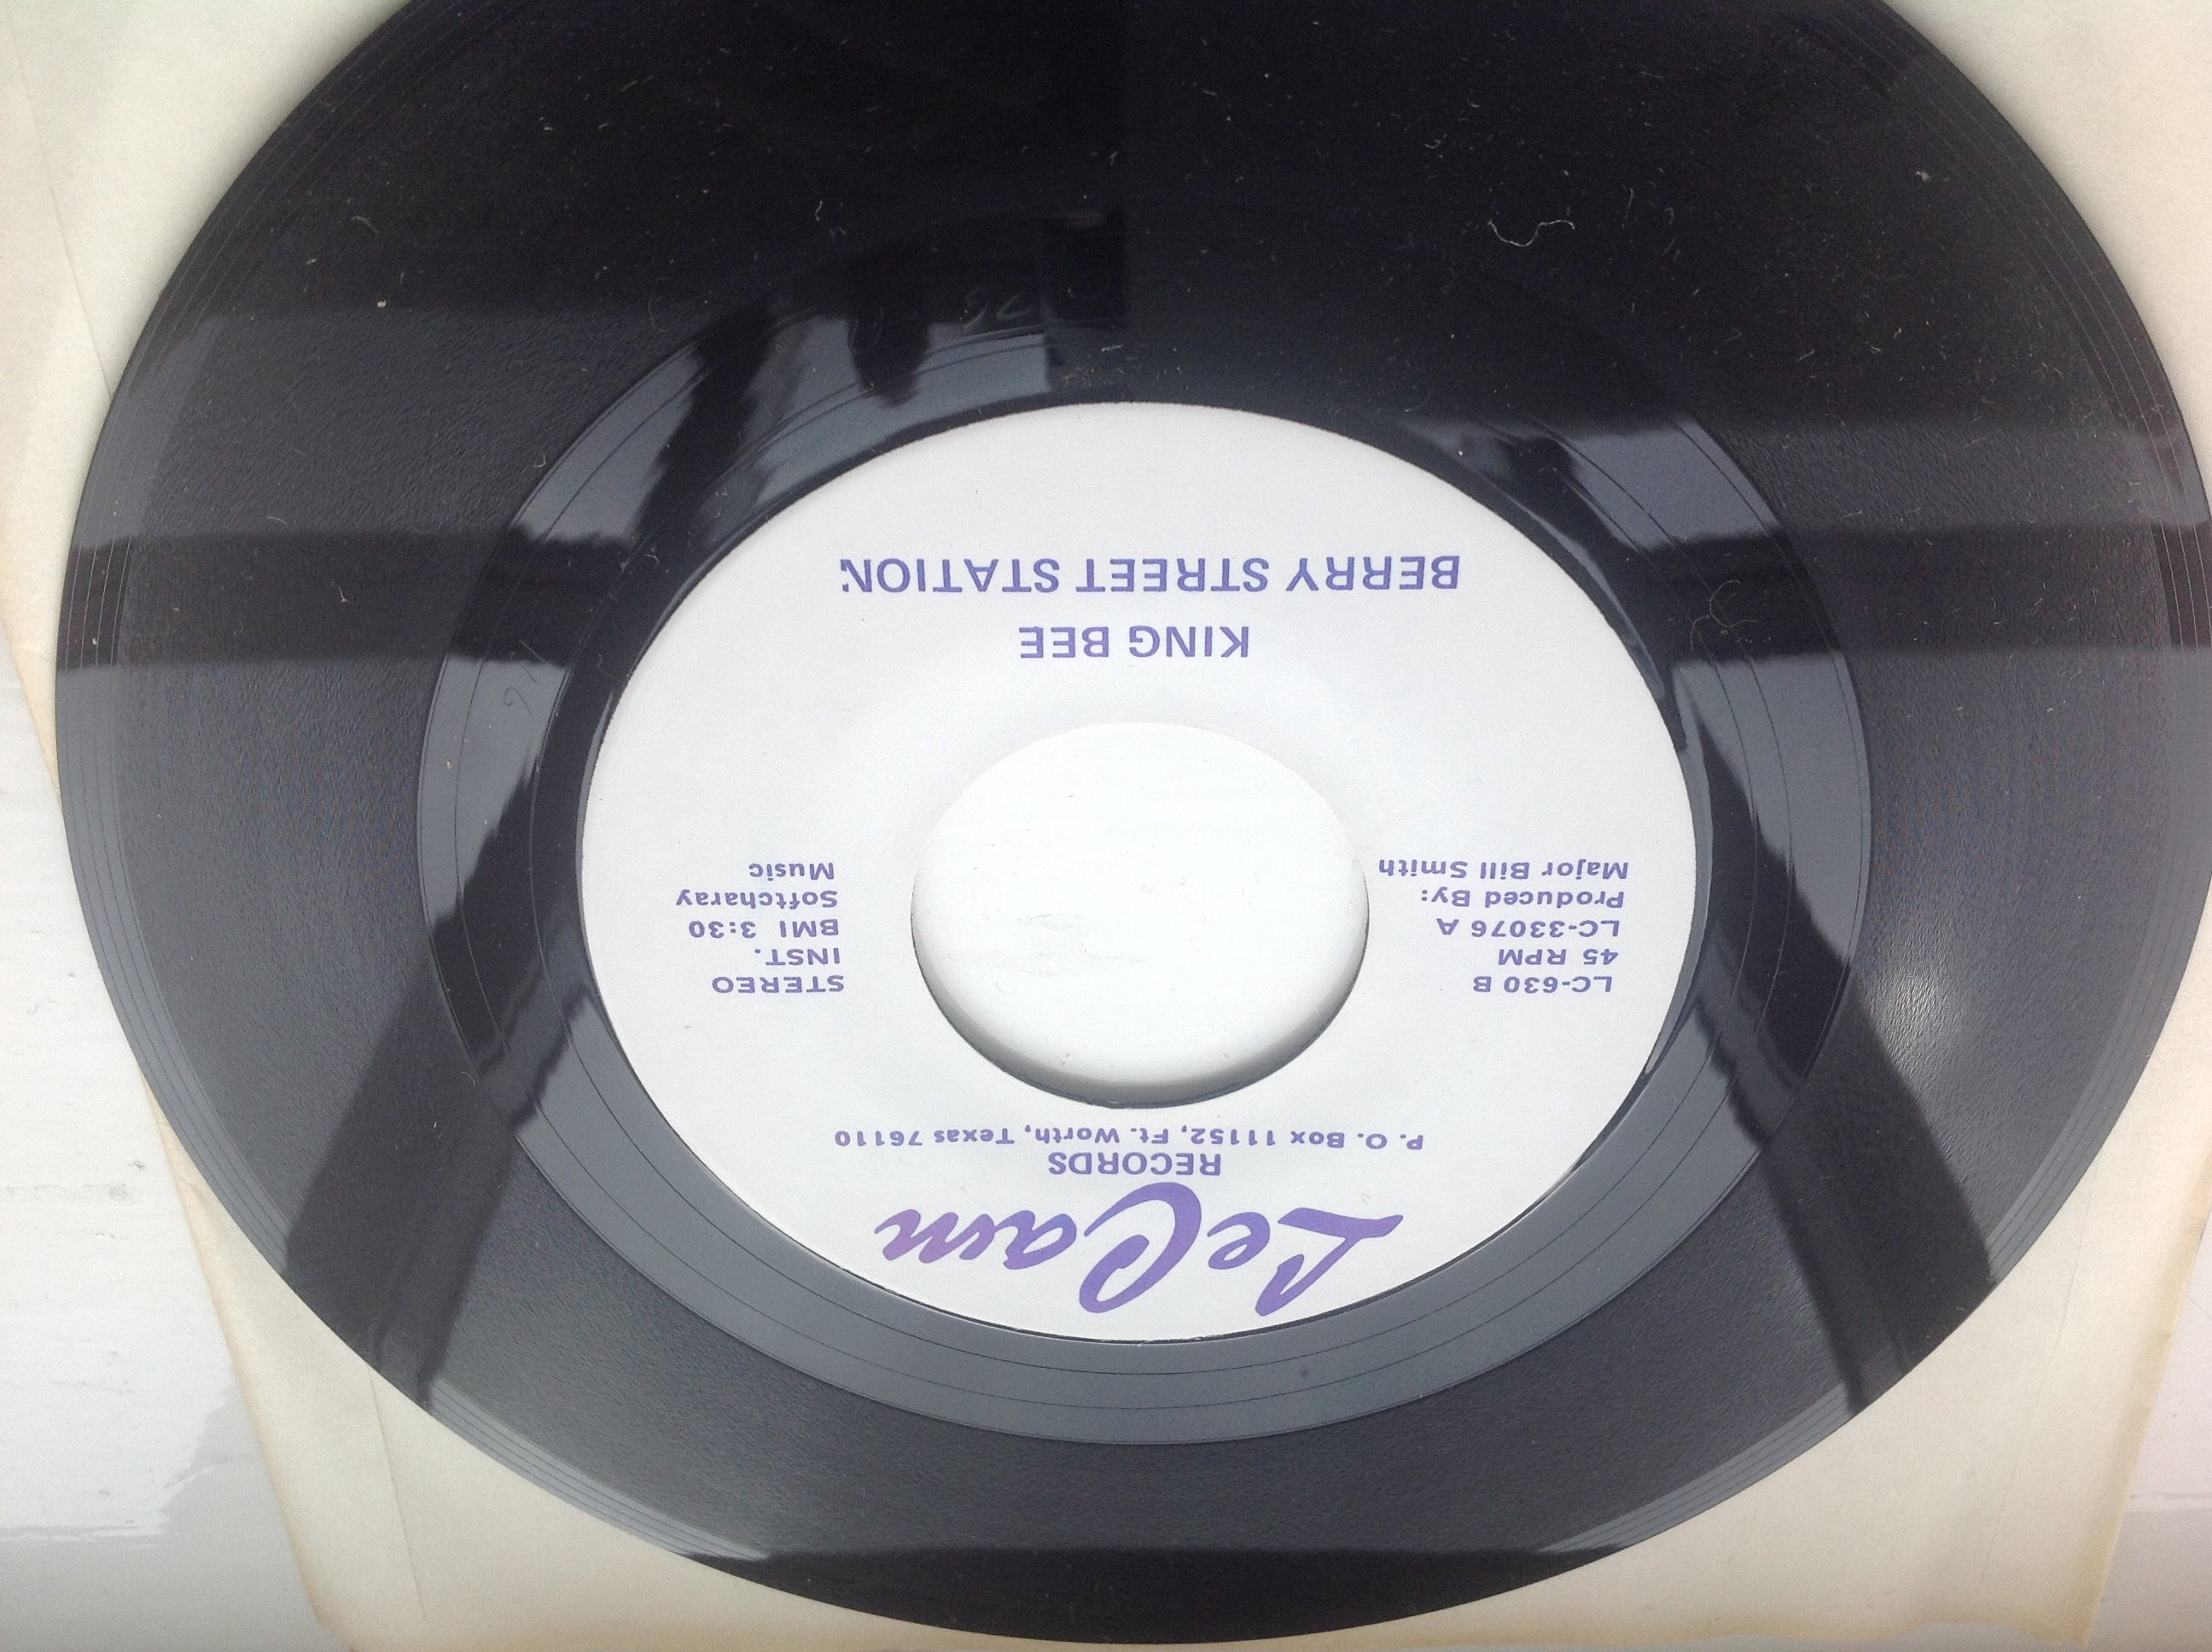 LeCam
RECORDS
P. O. Box 11152, Ft. Worth, Texas 76110
LC-630 B
45 RPM
LC-33076 A
Produced By:
Major Bill Smith
STEREO
INST.
BMI 3:30
Softcharay
Music
KING BEE
BERRY STREET STATION